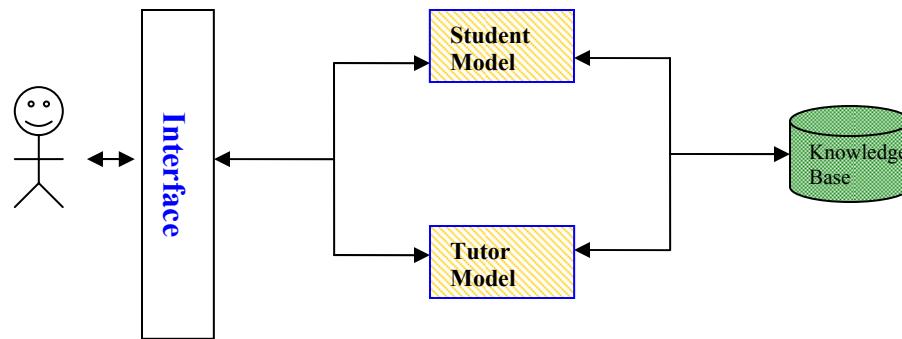 Interface
Student
Model
Tutor
Model
Knowledge
Base